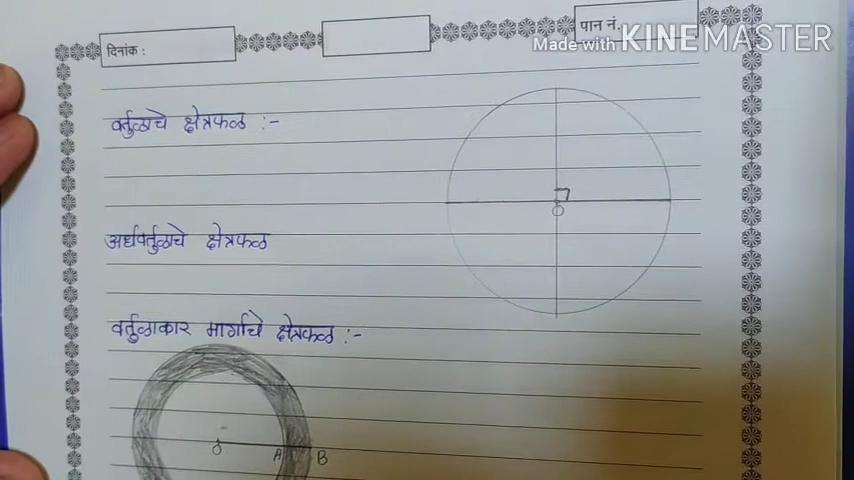 दिनांक :
पान नं.
Made with KINEMASTER
वर्तुळाचे क्षेत्रफळ :-
O
अर्धवर्तुळाचे क्षेत्रफळ
वर्तुळाकार मार्गाचे क्षेत्रफळ :-
O A B